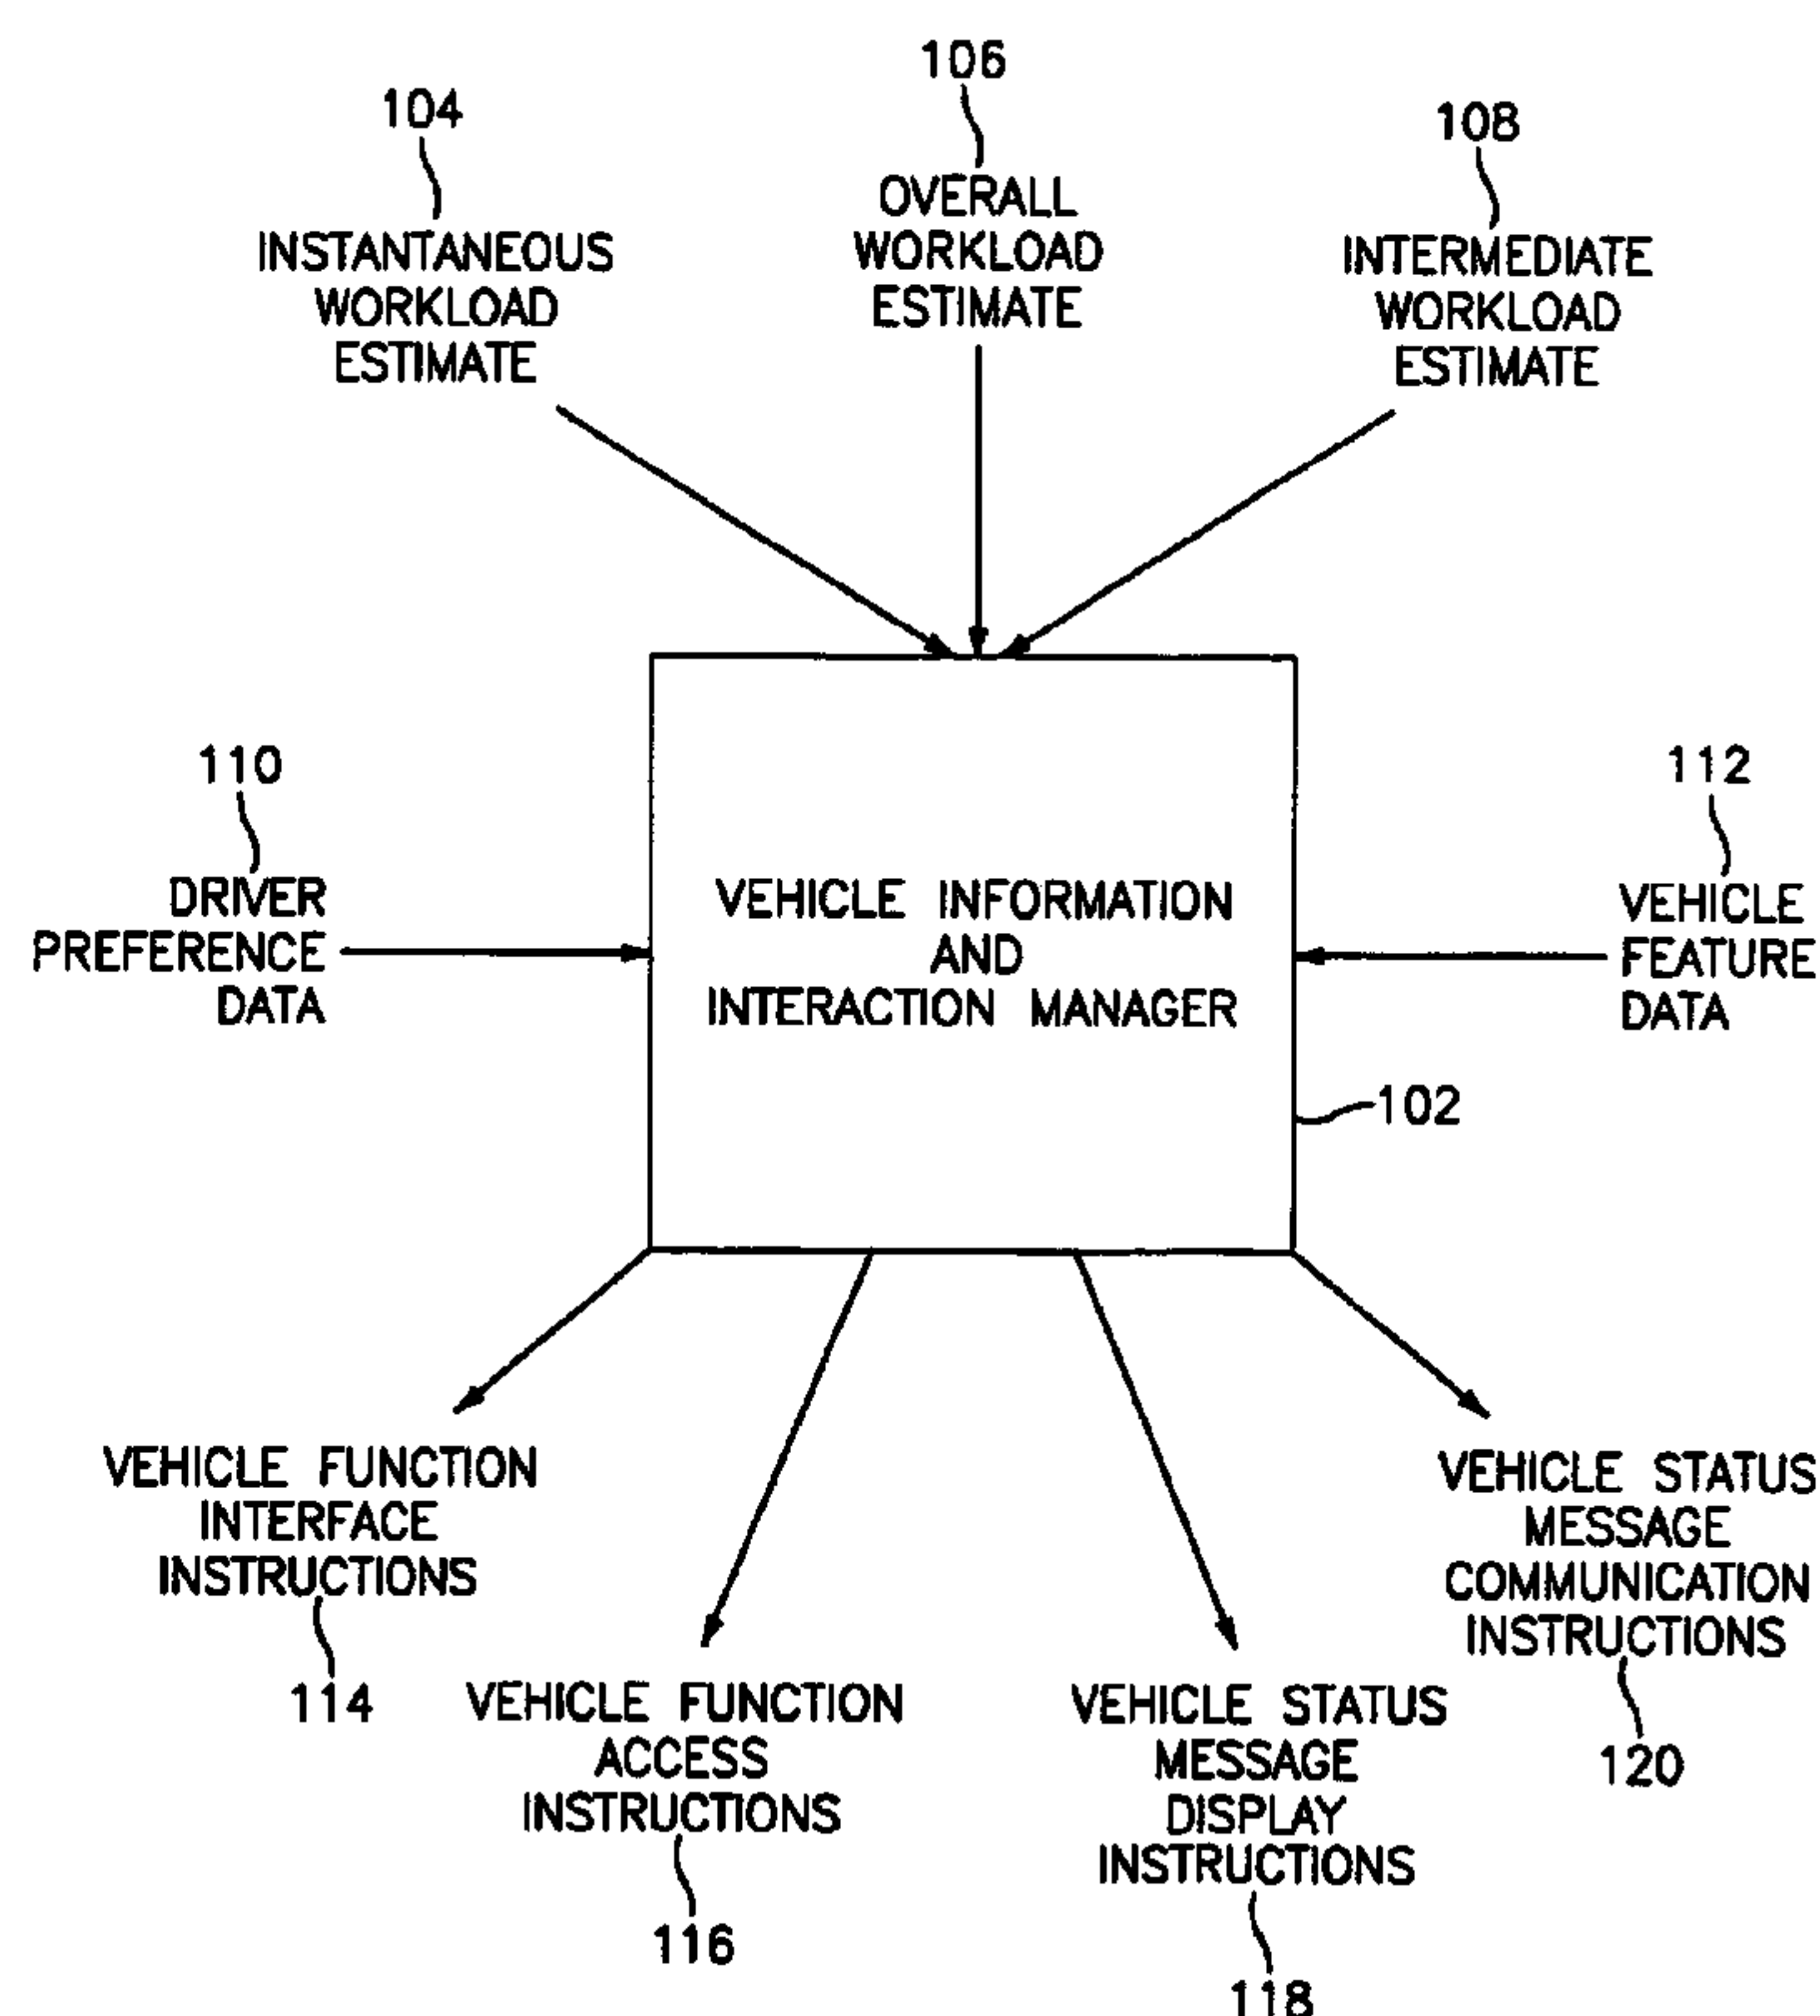 106
104
108
OVERALL
WORKLOAD
ESTIMATE
INSTANTANEOUS
WORKLOAD
ESTIMATE
INTERMEDIATE
WORKLOAD
ESTIMATE
110
112
DRIVER
PREFERENCE
DATA
VEHICLE INFORMATION
AND
INTERACTION MANAGER
VEHICLE
FEATURE
DATA
102
VEHICLE FUNCTION
INTERFACE
INSTRUCTIONS
114
VEHICLE FUNCTION
ACCESS
INSTRUCTIONS
116
VEHICLE STATUS
MESSAGE
DISPLAY
INSTRUCTIONS
118
VEHICLE STATUS
MESSAGE
COMMUNICATION
INSTRUCTIONS
120